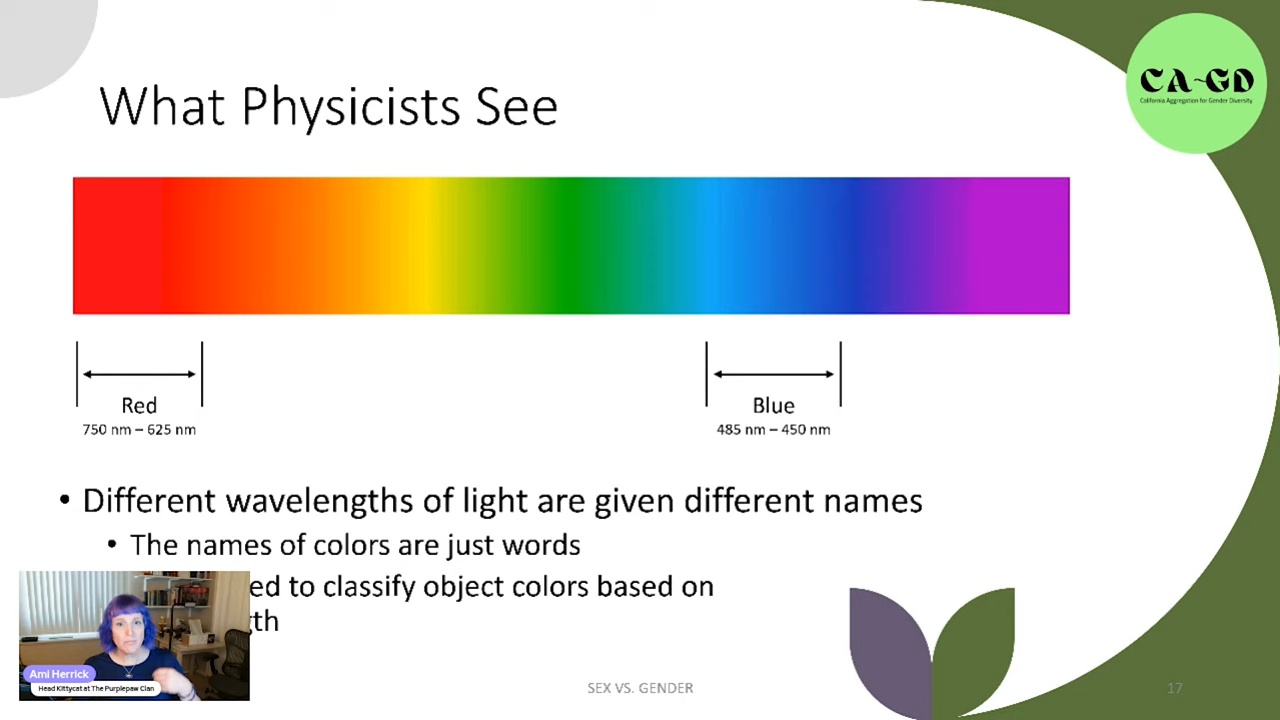 What Physicists See
CA~GD
California Aggregation for Gender Diversity
Red
750 nm – 625 nm
Blue
485 nm – 450 nm
• Different wavelengths of light are given different names
• The names of colors are just words
ed to classify object colors based on
gth
Ami Herrick
Head Kittycat at The Purplepaw Clan
SEX VS. GENDER
17